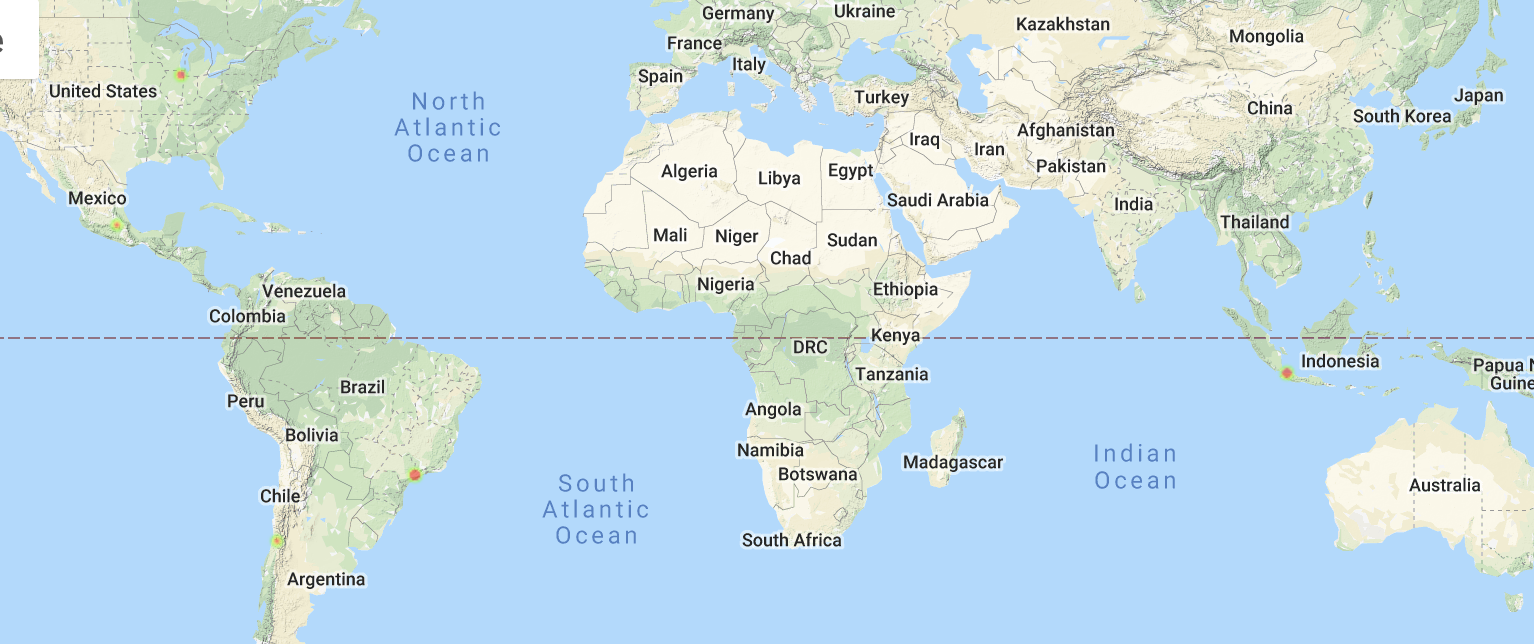 e
Germany
Ukraine
Kazakhstan
Mongolia
France
Italy
Spain
United States
Turkey
China
Japan
South Korea
North
Atlantic
Ocean
Afghanistan
Iraq
Iran
Pakistan
Algeria
Libya
Egypt
Saudi Arabia
India
Mexico
Thailand
Mali
Niger
Sudan
Chad
Nigeria
Ethiopia
Venezuela
Colombia
Kenya
DRC
Indonesia
Papua N
Guine
Tanzania
Brazil
Peru
Angola
Bolivia
Namibia
Botswana
Madagascar
Indian
Ocean
Australia
Chile
South
Atlantic
Ocean
South Africa
Argentina